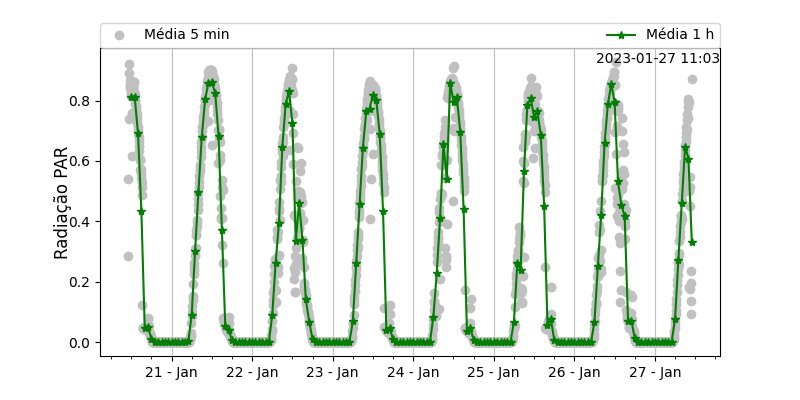 Média 5 min
Média 1 h
2023-01-27 11:03
Radiação PAR
0.8
0.6
0.4
0.2
0.0
21 - Jan
22 - Jan
23 - Jan
24 - Jan
25 - Jan
26 - Jan
27 - Jan